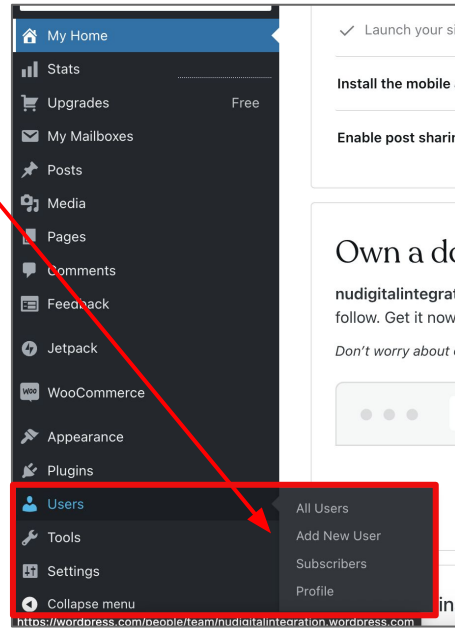 My Home
Stats
Upgrades Free
My Mailboxes
Posts
Media
Pages
Comments
Feedback
Jetpack
WOO WooCommerce
Appearance
Plugins
Users
Tools
Settings
Collapse menu
All Users
Add New User
Subscribers
Profile
https://wordpress.com/people/team/nudigitalintegration.wordpress.com
Launch your si
Install the mobile
Enable post sharin
Own a do
nudigitalintegrat
follow. Get it now
Don't worry about
in